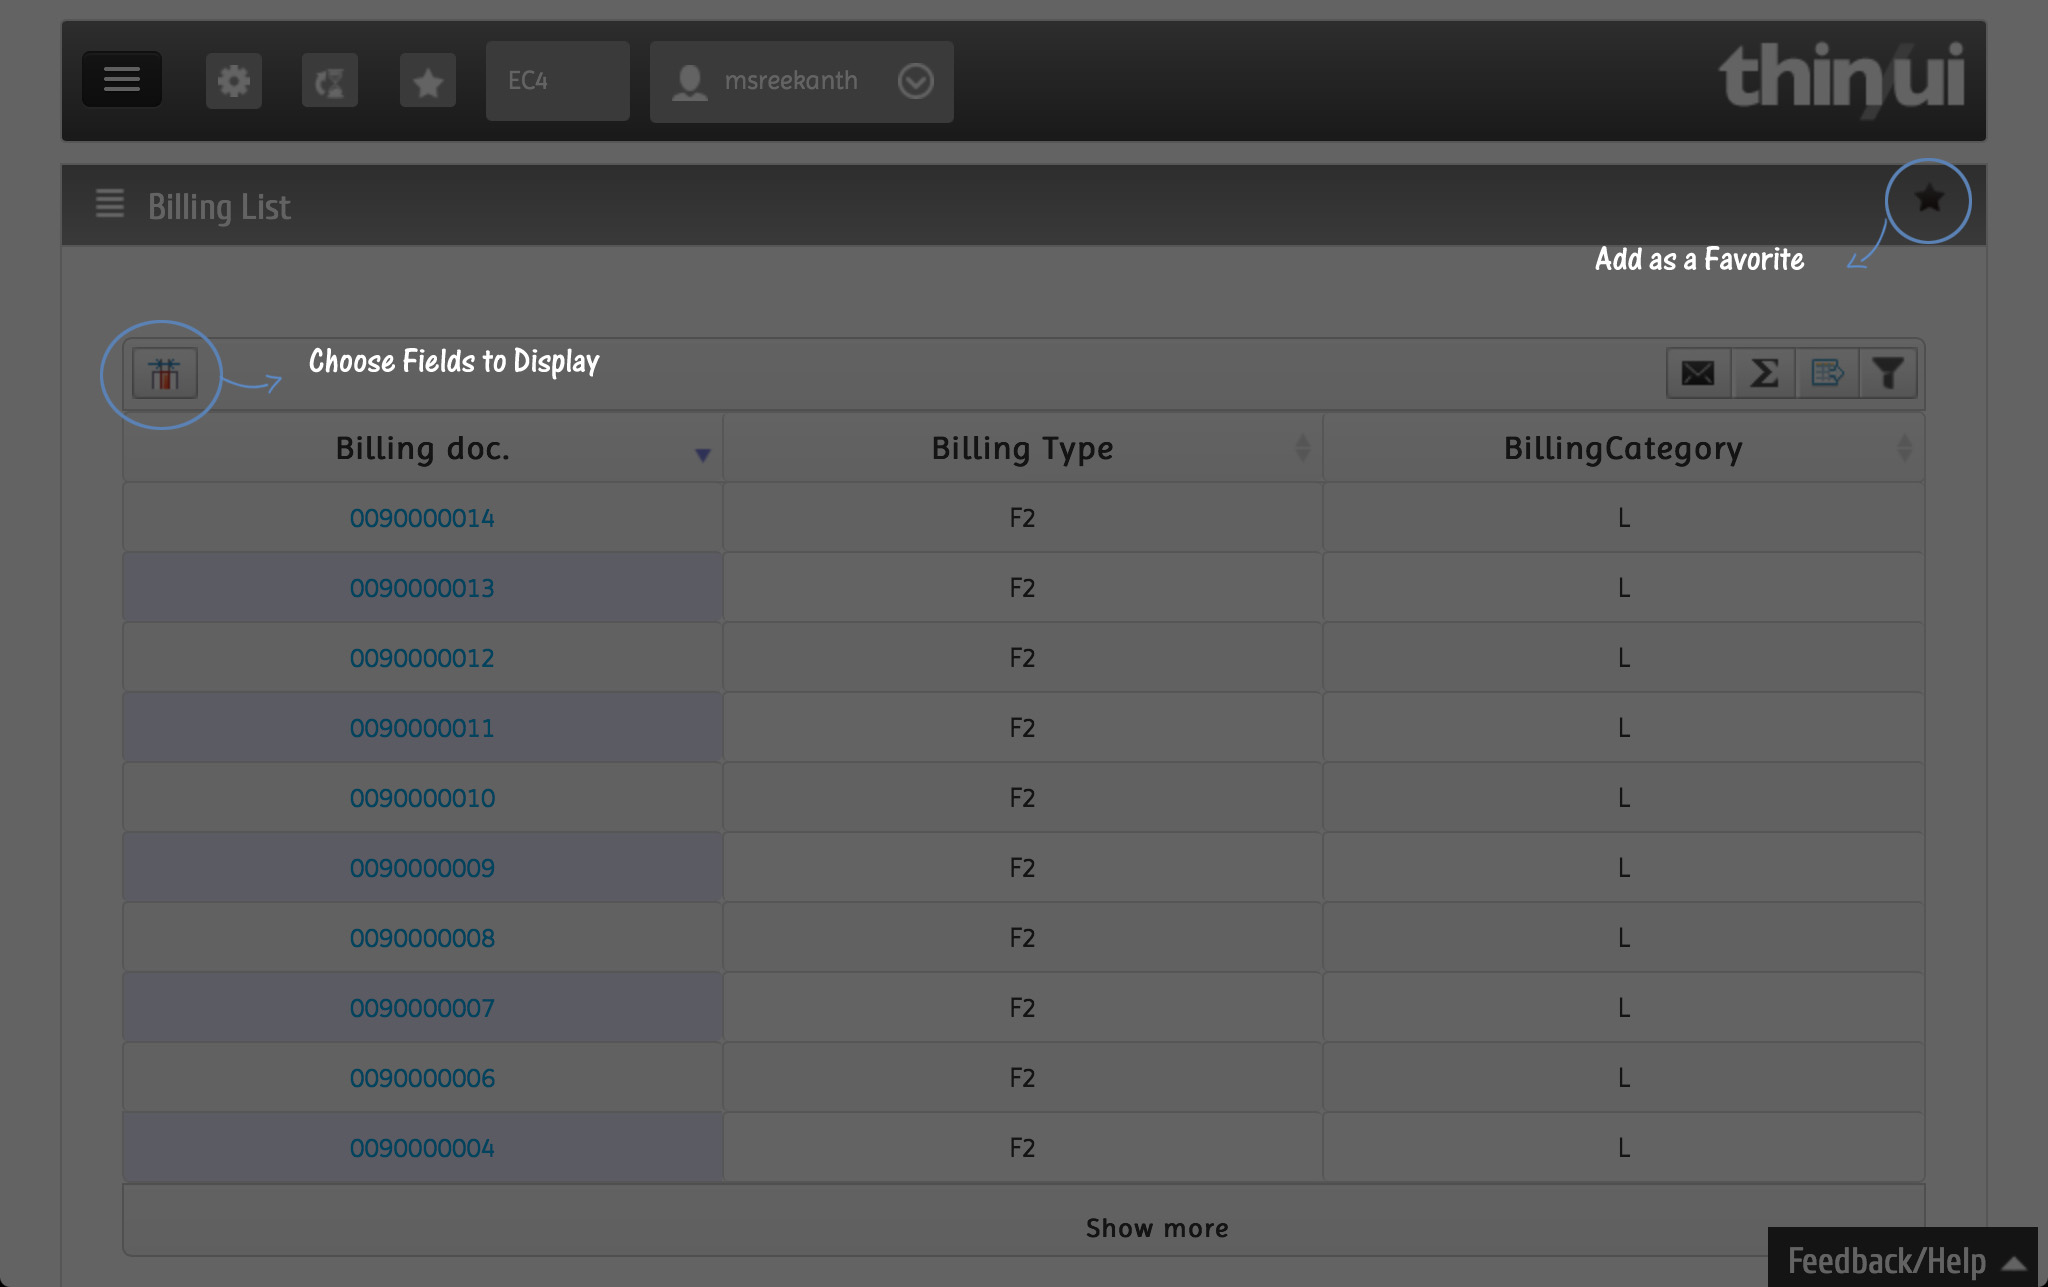 EC4
msreekanth
thinui
Billing List
Add as a Favorite
Choose Fields to Display
Billing doc. Billing Type BillingCategory
0090000014 F2 L
0090000013 F2 L
0090000012 F2 L
0090000011 F2 L
0090000010 F2 L
0090000009 F2 L
0090000008 F2 L
0090000007 F2 L
0090000006 F2 L
0090000004 F2 L
Show more
Feedback/Help